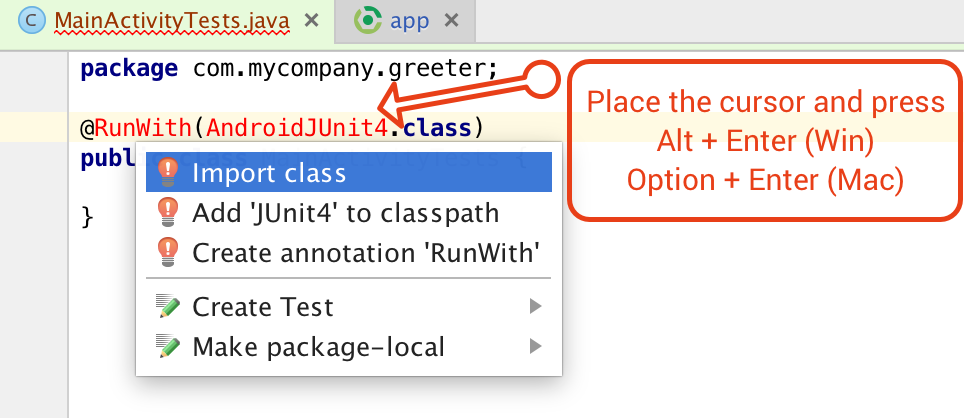 C MainActivityTests.java × app ×
package com.mycompany.greeter;
@RunWith(AndroidJUnit4.class)
Place the cursor and press
Alt + Enter (Win)
Option + Enter (Mac)
publ
{
Import class
Add 'JUnit4' to classpath
Create annotation 'RunWith'
Create Test
Make package-local
}